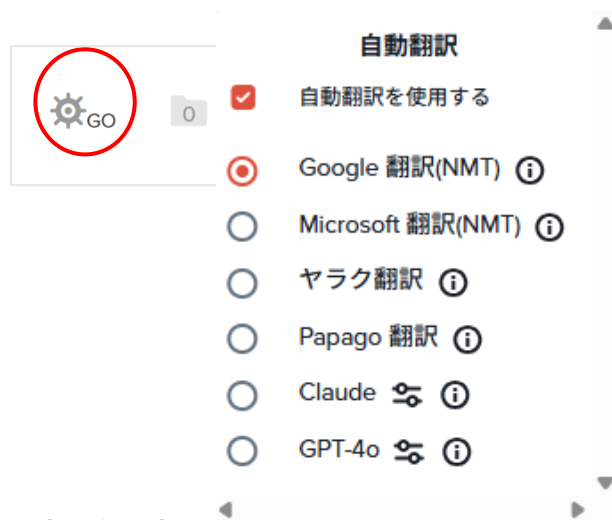 自動翻訳
GO
0
自動翻訳を使用する
Google 翻訳(NMT)
Microsoft 翻訳(NMT)
ヤラク翻訳
Papago 翻訳
Claude
GPT-4o